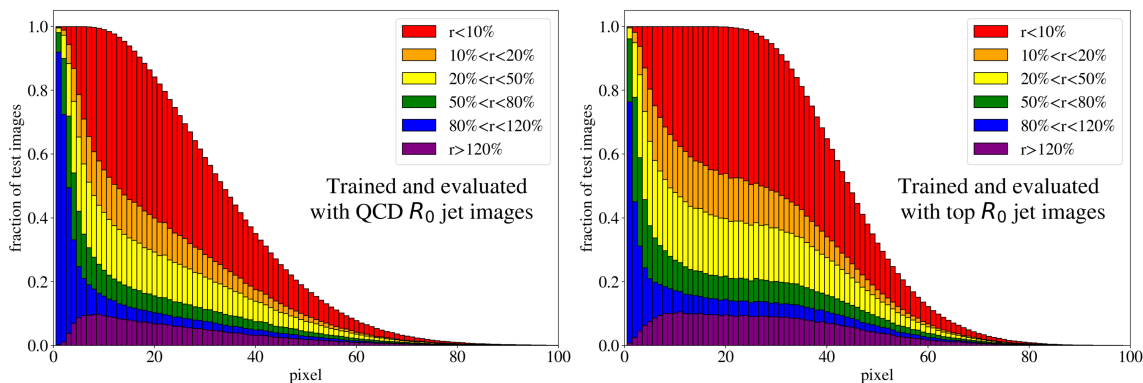 1.0
0.8
0.6
0.4
0.2
0.0
fraction of test images
0 20 40 60 80 100
pixel
r<10%
10%<r<20%
20%<r<50%
50%<r<80%
80%<r<120%
r>120%
Trained and evaluated
with QCD R₀ jet images
1.0
0.8
0.6
0.4
0.2
0.0
fraction of test images
0 20 40 60 80 100
pixel
r<10%
10%<r<20%
20%<r<50%
50%<r<80%
80%<r<120%
r>120%
Trained and evaluated
with top R₀ jet images